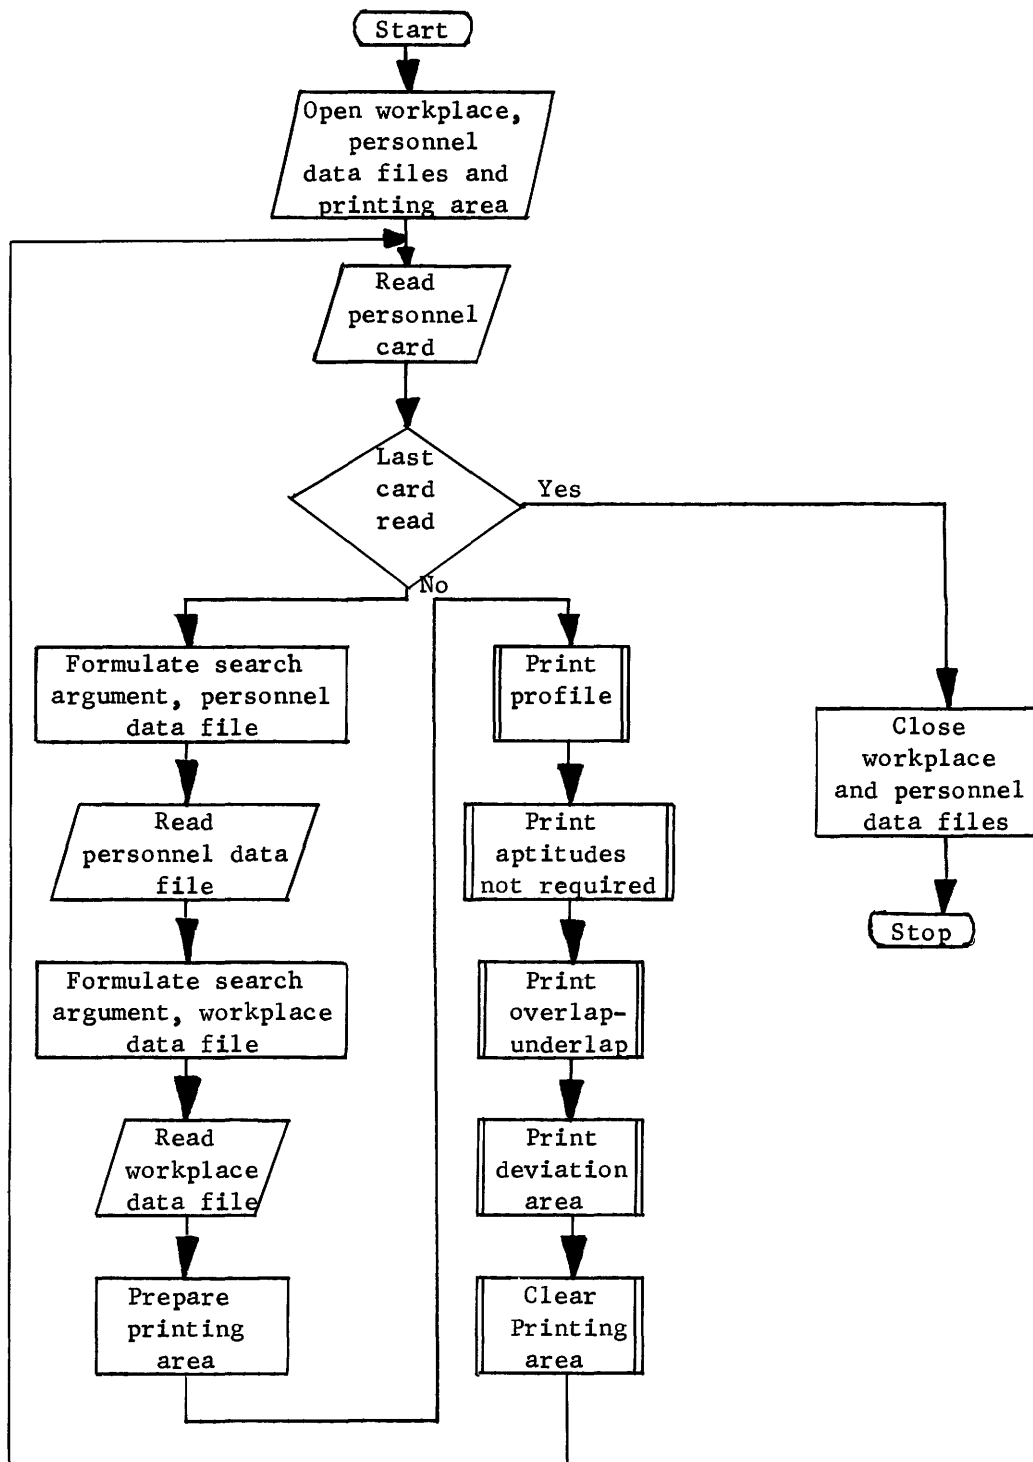 Start
Open workplace,
personnel
data files and
printing area
Read
personnel
card
Last
card
read
Yes
No
Formulate search
argument, personnel
data file
Read
personnel data
file
Formulate search
argument, workplace
data file
Read
workplace
data file
Prepare
printing
area
Print
profile
Print
aptitudes
not required
Print
overlap-
underlap
Print
deviation
area
Clear
Printing
area
Close
workplace
and personnel
data files
Stop